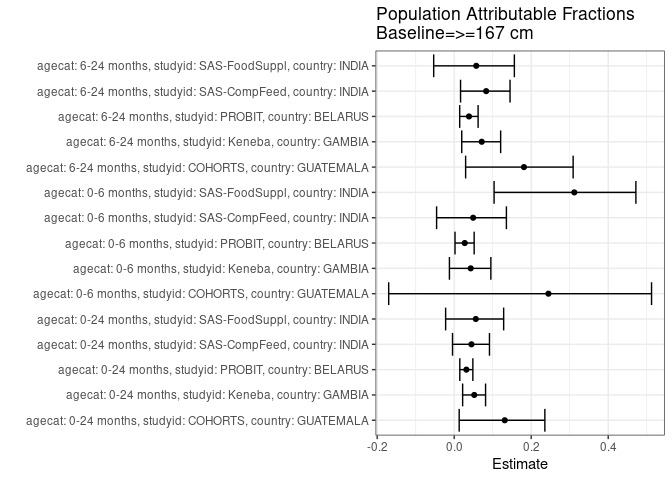 Population Attributable Fractions
Baseline=>=167 cm
agecat: 6-24 months, studyid: SAS-FoodSuppl, country: INDIA
agecat: 6-24 months, studyid: SAS-CompFeed, country: INDIA
agecat: 6-24 months, studyid: PROBIT, country: BELARUS
agecat: 6-24 months, studyid: Keneba, country: GAMBIA
agecat: 6-24 months, studyid: COHORTS, country: GUATEMALA
agecat: 0-6 months, studyid: SAS-FoodSuppl, country: INDIA
agecat: 0-6 months, studyid: SAS-CompFeed, country: INDIA
agecat: 0-6 months, studyid: PROBIT, country: BELARUS
agecat: 0-6 months, studyid: Keneba, country: GAMBIA
agecat: 0-6 months, studyid: COHORTS, country: GUATEMALA
agecat: 0-24 months, studyid: SAS-FoodSuppl, country: INDIA
agecat: 0-24 months, studyid: SAS-CompFeed, country: INDIA
agecat: 0-24 months, studyid: PROBIT, country: BELARUS
agecat: 0-24 months, studyid: Keneba, country: GAMBIA
agecat: 0-24 months, studyid: COHORTS, country: GUATEMALA
-0.2 0.0 0.2 0.4
Estimate